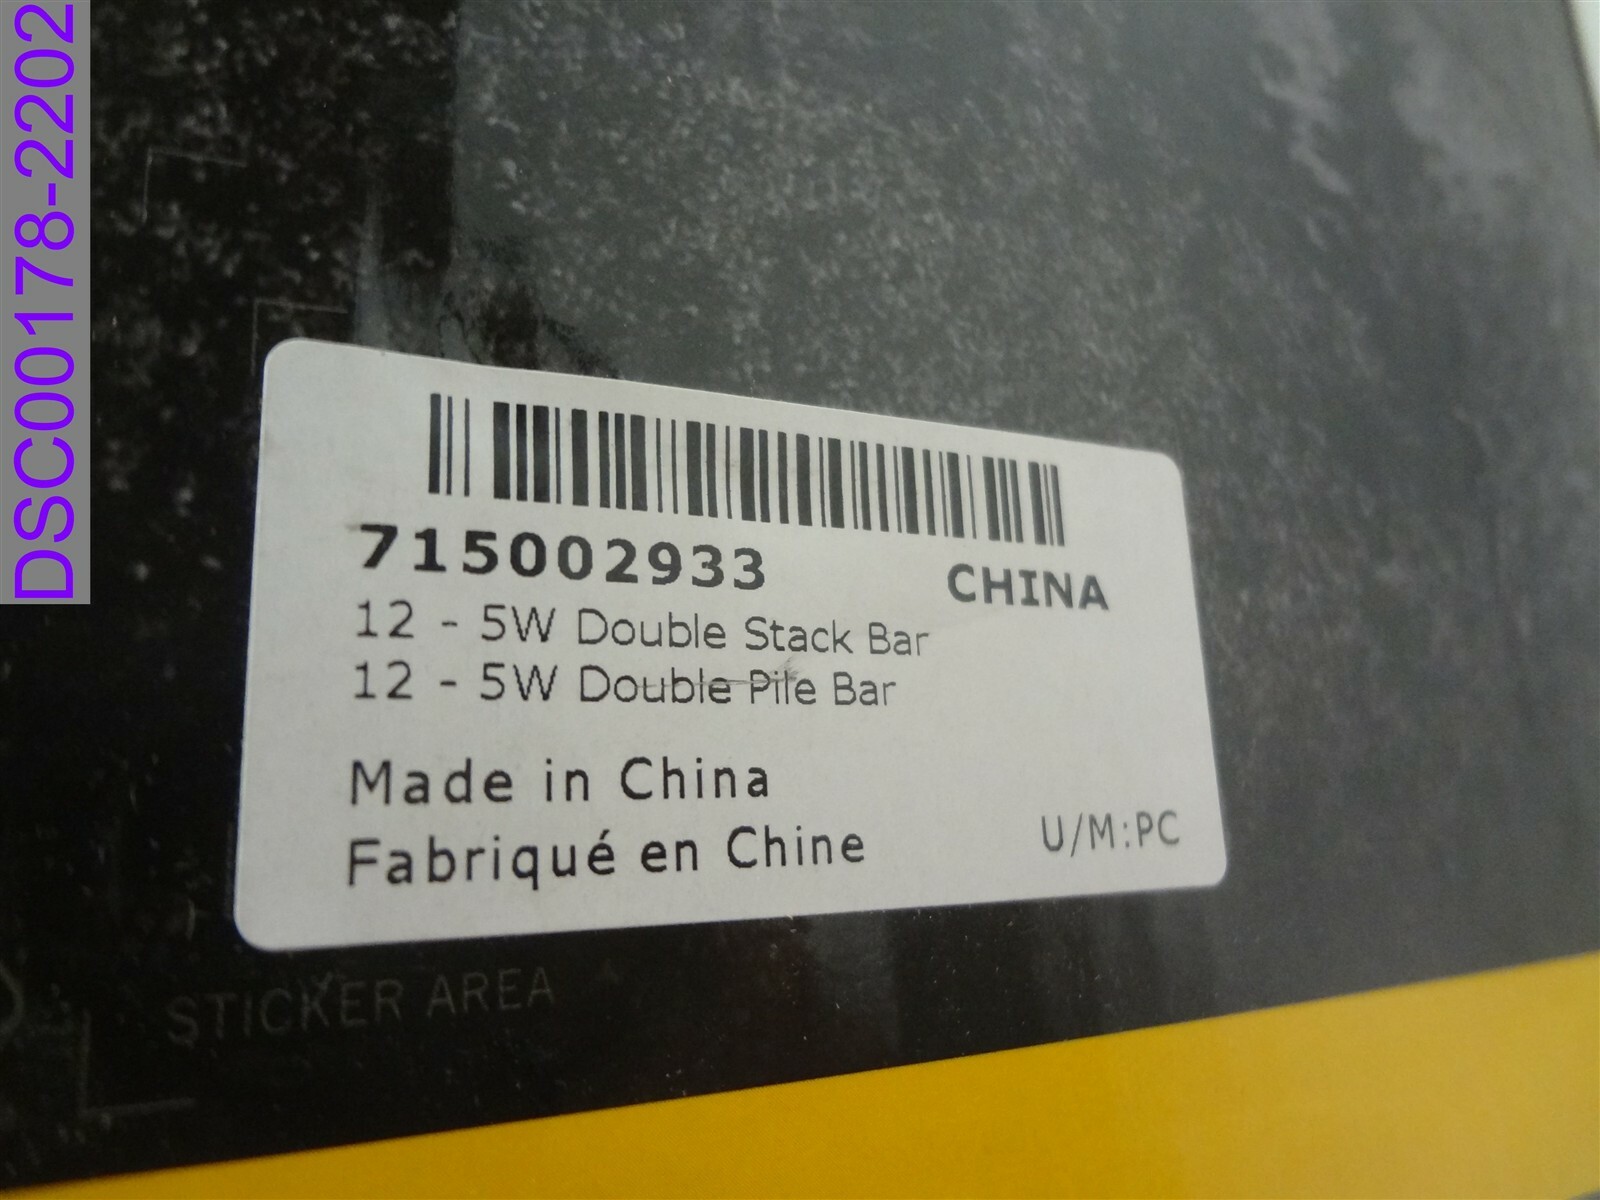 DSC00178-2202
715002933
CHINA
12 - 5W Double Stack Bar
12 - 5W Double Pile Bar
Made in China
Fabriqué en Chine
U/M:PC
STICKER AREA